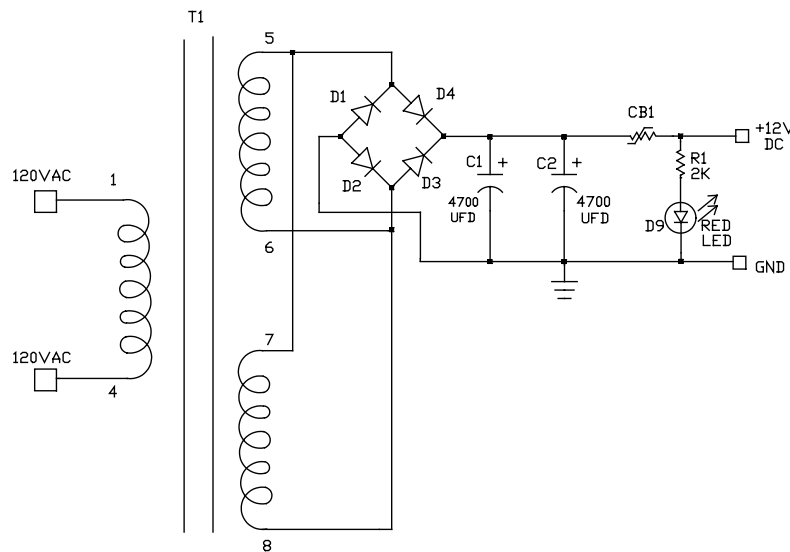 T1
5
D1
D4
CB1
+12V
DC
C1 +
C2 +
R1
2K
120VAC
1
D2
D3
4700
UFD
4700
UFD
D9
RED
LED
6
GND
7
120VAC
4
8